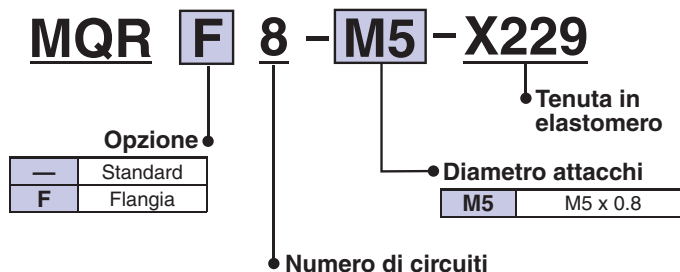 MQR F 8 – M5 – X229
Tenuta in
elastomero
Opzione
— Standard
F Flangia
Diametro attacchi
M5 M5 x 0.8
Numero di circuiti